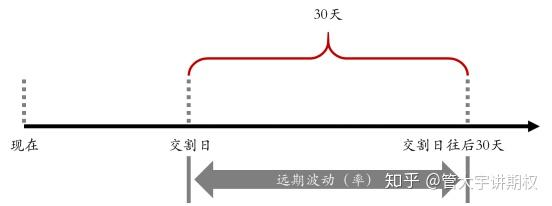 30天
现在
交割日
交割日往后30天
远期波动（率）
知乎 @管大宇讲期权